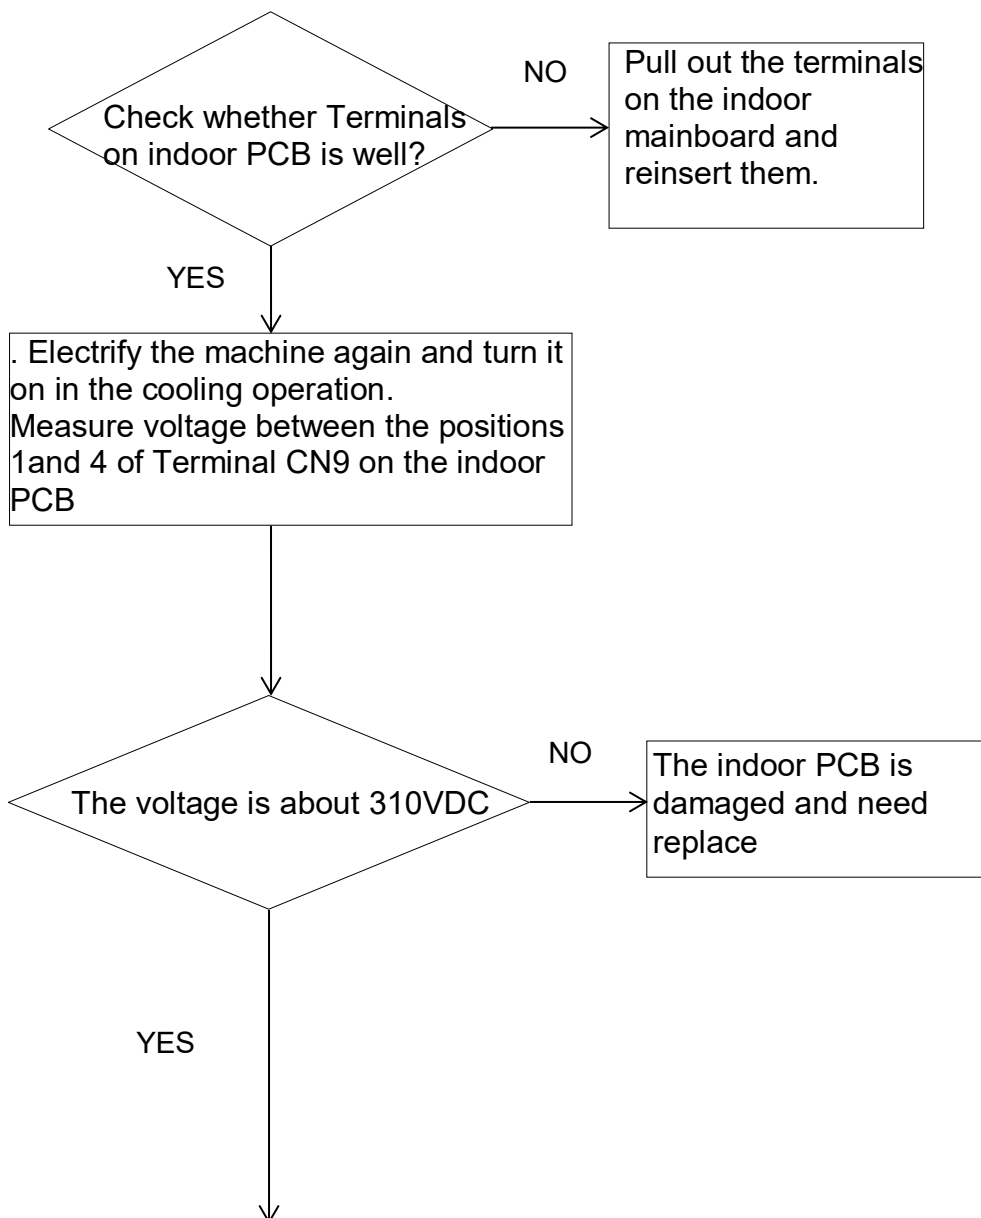 Check whether Terminals
on indoor PCB is well?
NO
Pull out the terminals
on the indoor
mainboard and
reinsert them.
YES
. Electrify the machine again and turn it
on in the cooling operation.
Measure voltage between the positions
1and 4 of Terminal CN9 on the indoor
PCB
The voltage is about 310VDC
NO
The indoor PCB is
damaged and need
replace
YES